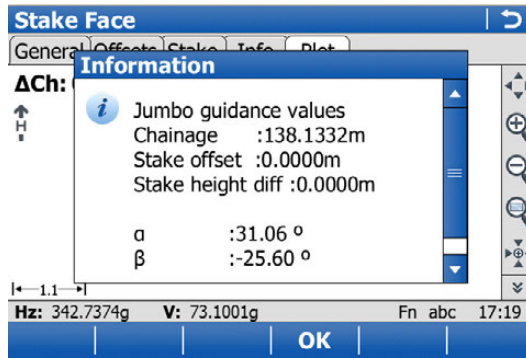 Stake Face
General Offsets Stake Info Plot
Information
ΔCh:
Jumbo guidance values
Chainage :138.1332m
Stake offset :0.0000m
Stake height diff :0.0000m
α :31.06 º
β :-25.60 º
H
1.1
Hz: 342.7374g V: 73.1001g Fn abc 17:19
OK